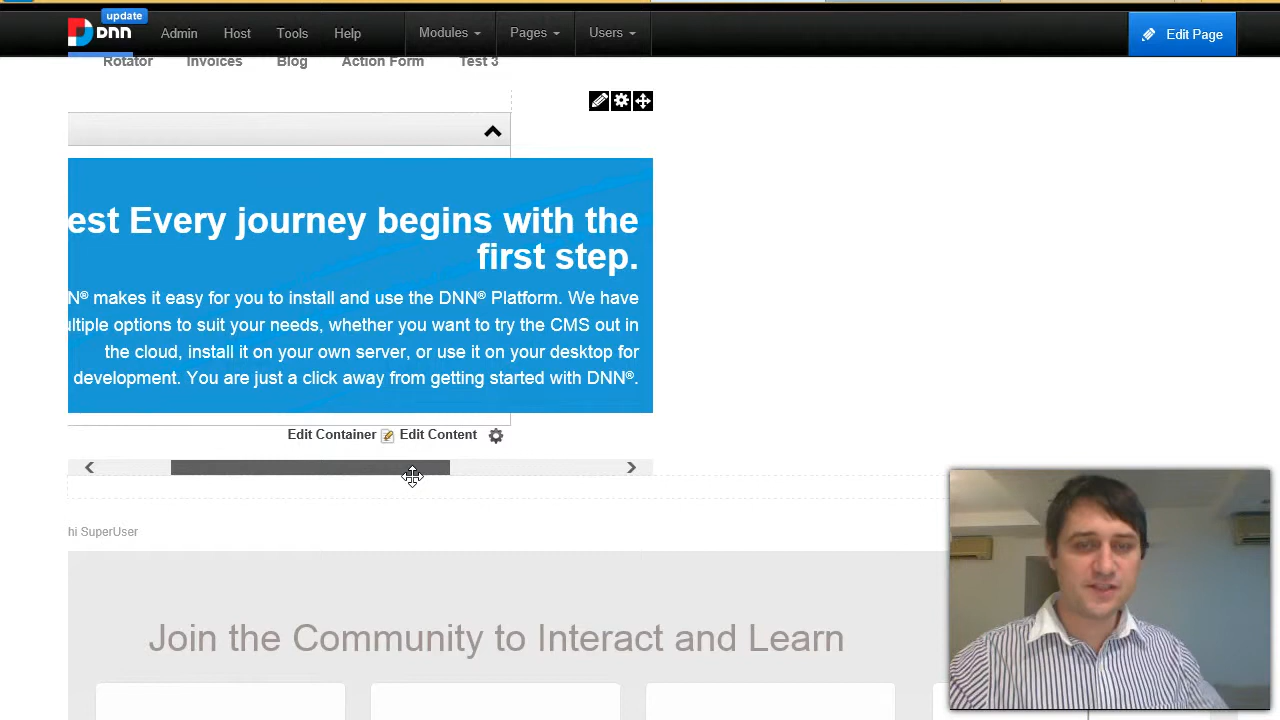 update
DNN Admin Host Tools Help Modules Pages Users Edit Page
Rotator Invoices Blog Action Form Test 3
est Every journey begins with the
first step.
N® makes it easy for you to install and use the DNN® Platform. We have
ultiple options to suit your needs, whether you want to try the CMS out in
the cloud, install it on your own server, or use it on your desktop for
development. You are just a click away from getting started with DNN®.
Edit Container Edit Content
hi SuperUser
Join the Community to Interact and Learn